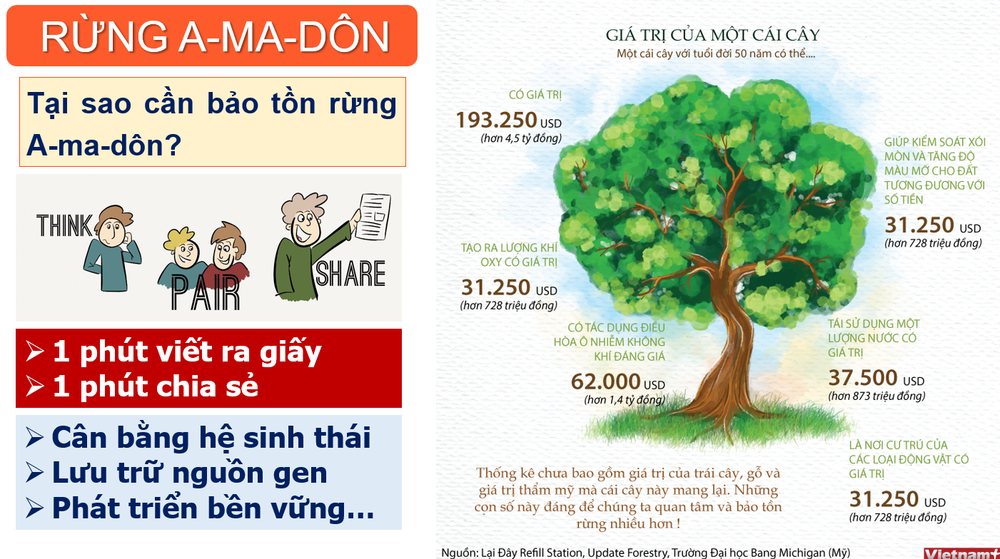 RỪNG A-MA-DÔN
Tại sao cần bảo tồn rừng
A-ma-dôn?
THINK
PAIR
SHARE
➢ 1 phút viết ra giấy
➢ 1 phút chia sẻ
➢ Cân bằng hệ sinh thái
➢ Lưu trữ nguồn gen
➢ Phát triển bền vững...
GIÁ TRỊ CỦA MỘT CÁI CÂY
Một cái cây với tuổi đời 50 năm có thể....
CÓ GIÁ TRỊ
193.250 USD
(hơn 4,5 tỷ đồng)
GIÚP KIỂM SOÁT XÓI
MÒN VÀ TĂNG ĐỘ
MÀU MỠ CHO ĐẤT
TƯƠNG ĐƯƠNG VỚI
SỐ TIỀN
31.250 USD
(hơn 728 triệu đồng)
TẠO RA LƯỢNG KHÍ
OXY CÓ GIÁ TRỊ
31.250 USD
(hơn 728 triệu đồng)
CÓ TÁC DỤNG ĐIỀU
HÒA Ô NHIỄM KHÔNG
KHÍ ĐÁNG GIÁ
62.000 USD
(hơn 1,4 tỷ đồng)
TÁI SỬ DỤNG MỘT
LƯỢNG NƯỚC CÓ
GIÁ TRỊ
37.500 USD
(hơn 873 triệu đồng)
LÀ NƠI CƯ TRÚ CỦA
CÁC LOẠI ĐỘNG VẬT CÓ
GIÁ TRỊ
31.250 USD
(hơn 728 triệu đồng)
Thống kê chưa bao gồm giá trị của trái cây, gỗ và
giá trị thẩm mỹ mà cái cây này mang lại. Những
con số này đáng để chúng ta quan tâm và bảo tồn
rừng nhiều hơn !
Nguồn: Lại Đây Refill Station, Update Forestry, Trường Đại học Bang Michigan (Mỹ)
Vietnam+